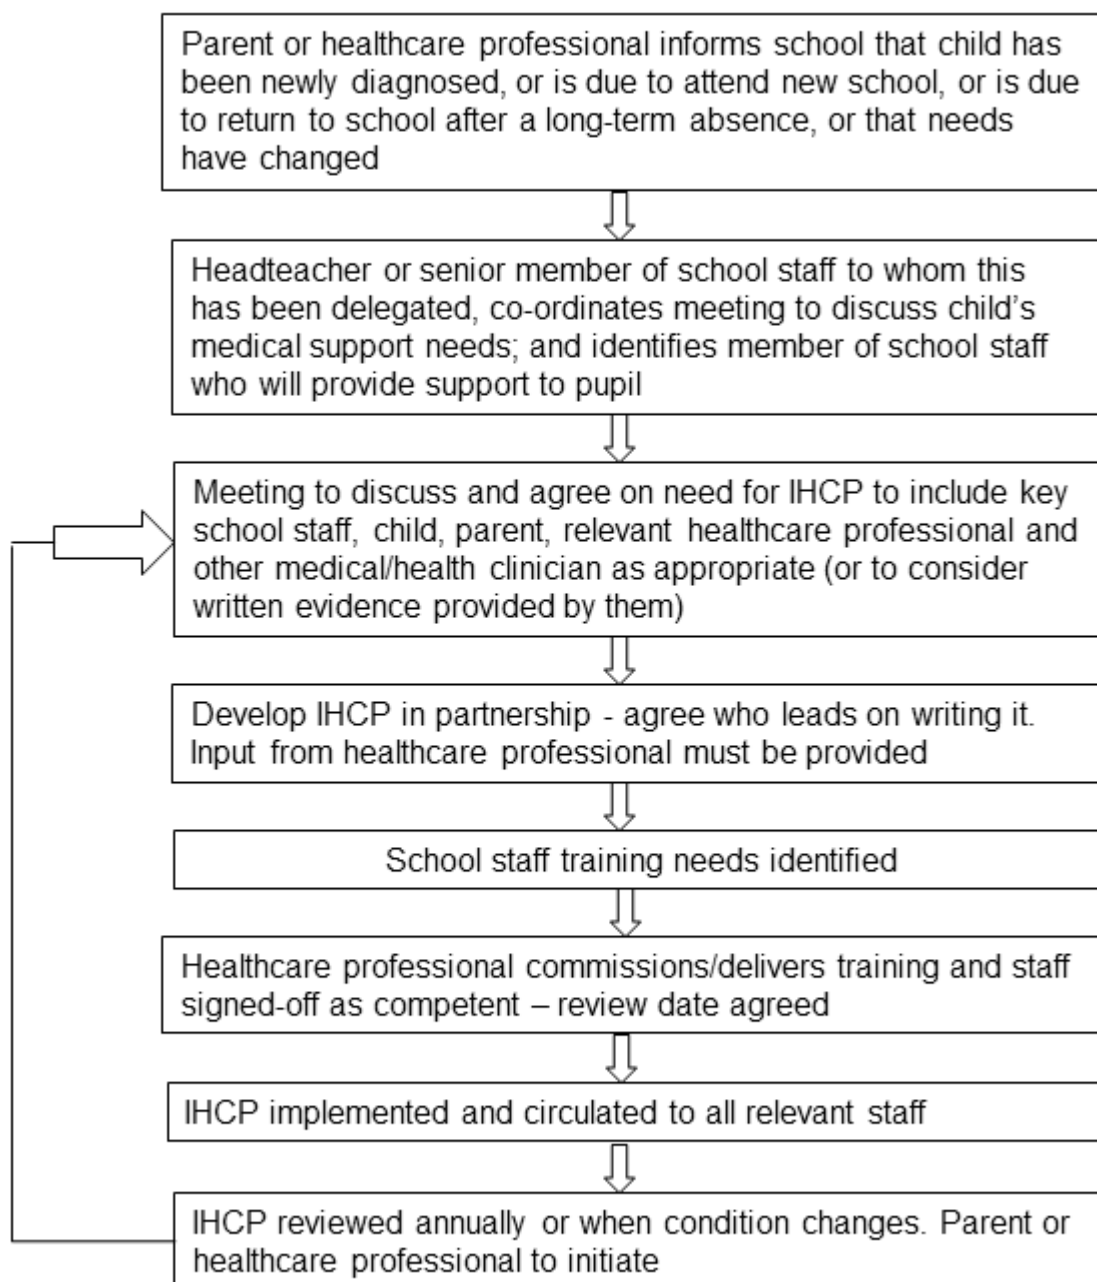 Parent or healthcare professional informs school that child has
been newly diagnosed, or is due to attend new school, or is due
to return to school after a long-term absence, or that needs
have changed
Headteacher or senior member of school staff to whom this
has been delegated, co-ordinates meeting to discuss child's
medical support needs; and identifies member of school staff
who will provide support to pupil
Meeting to discuss and agree on need for IHCP to include key
school staff, child, parent, relevant healthcare professional and
other medical/health clinician as appropriate (or to consider
written evidence provided by them)
Develop IHCP in partnership - agree who leads on writing it.
Input from healthcare professional must be provided
School staff training needs identified
Healthcare professional commissions/delivers training and staff
signed-off as competent – review date agreed
IHCP implemented and circulated to all relevant staff
IHCP reviewed annually or when condition changes. Parent or
healthcare professional to initiate